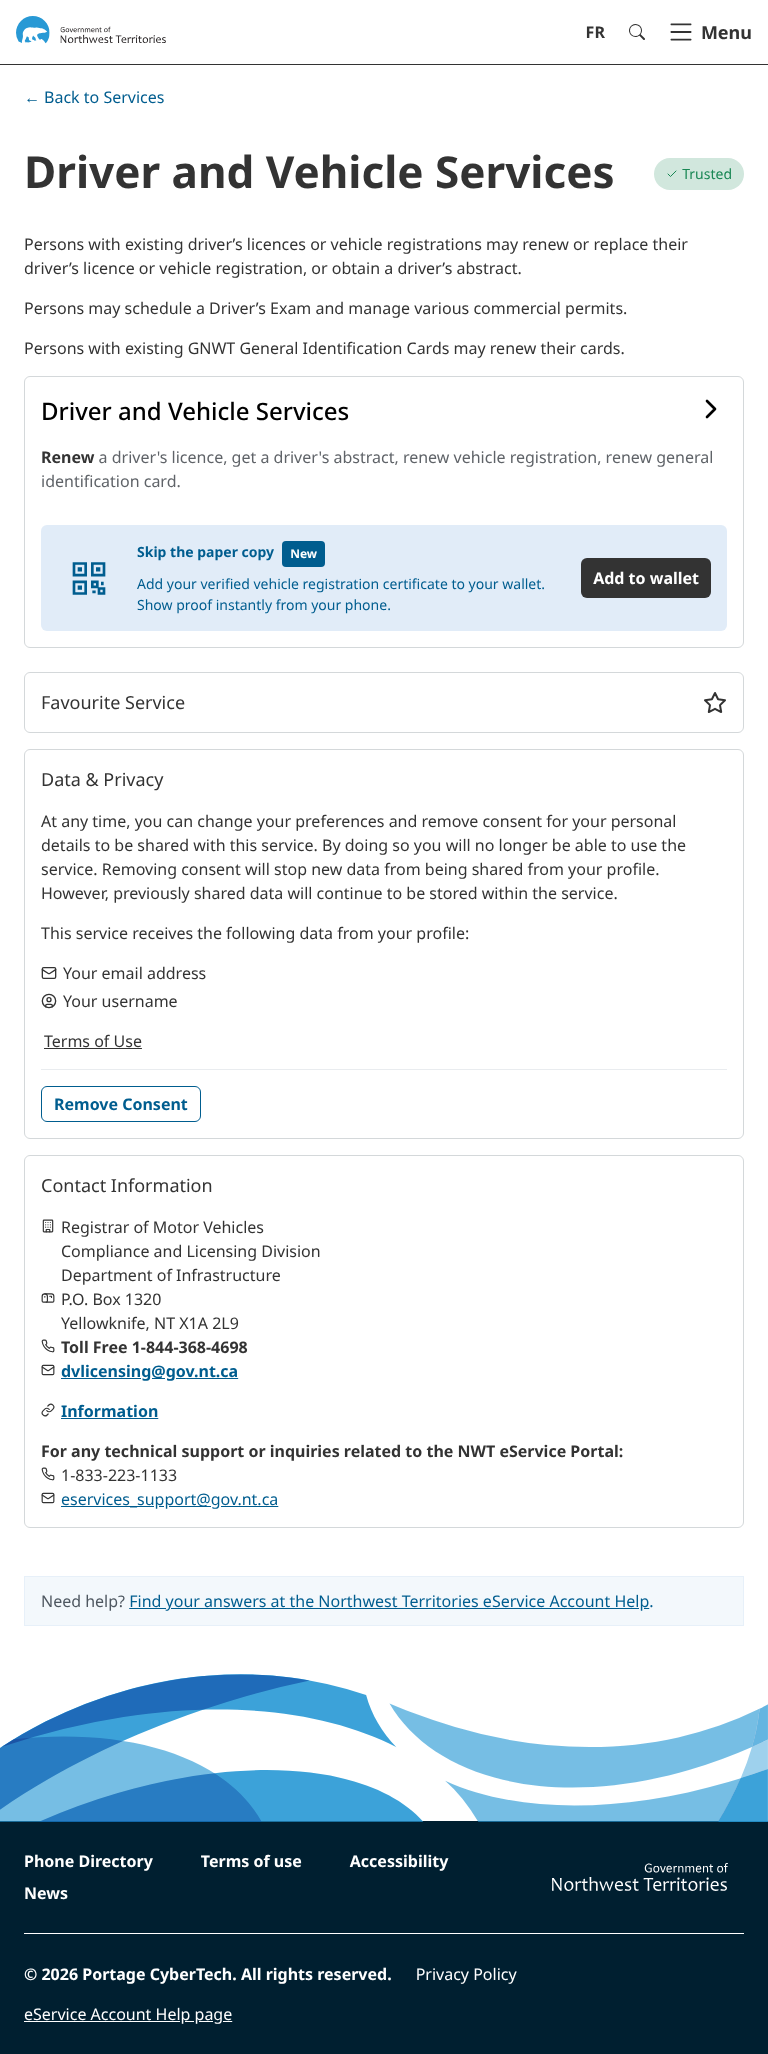 Government of
Northwest Territories
FR
Menu
← Back to Services
Driver and Vehicle Services
Trusted
Persons with existing driver’s licences or vehicle registrations may renew or replace their
driver’s licence or vehicle registration, or obtain a driver’s abstract.
Persons may schedule a Driver’s Exam and manage various commercial permits.
Persons with existing GNWT General Identification Cards may renew their cards.
Driver and Vehicle Services
Renew a driver's licence, get a driver's abstract, renew vehicle registration, renew general
identification card.
Skip the paper copy New
Add your verified vehicle registration certificate to your wallet.
Show proof instantly from your phone.
Add to wallet
Favourite Service
Data & Privacy
At any time, you can change your preferences and remove consent for your personal
details to be shared with this service. By doing so you will no longer be able to use the
service. Removing consent will stop new data from being shared from your profile.
However, previously shared data will continue to be stored within the service.
This service receives the following data from your profile:
Your email address
Your username
Terms of Use
Remove Consent
Contact Information
Registrar of Motor Vehicles
Compliance and Licensing Division
Department of Infrastructure
P.O. Box 1320
Yellowknife, NT X1A 2L9
Toll Free 1-844-368-4698
dvlicensing@gov.nt.ca
Information
For any technical support or inquiries related to the NWT eService Portal:
1-833-223-1133
eservices_support@gov.nt.ca
Need help? Find your answers at the Northwest Territories eService Account Help.
Phone Directory
Terms of use
Accessibility
News
Government of
Northwest Territories
© 2026 Portage CyberTech. All rights reserved.
Privacy Policy
eService Account Help page